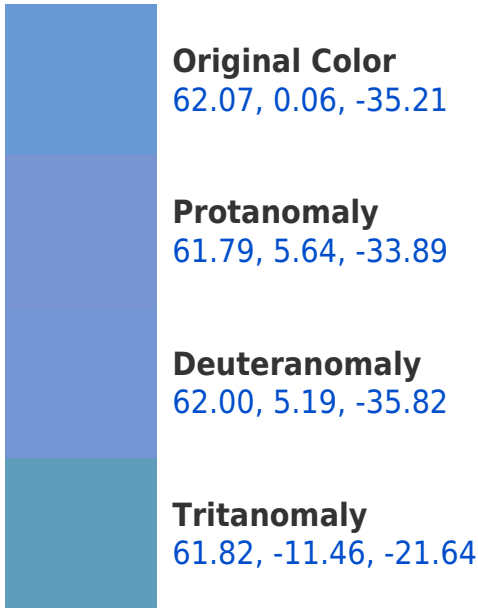 Original Color
62.07, 0.06, -35.21
Protanomaly
61.79, 5.64, -33.89
Deuteranomaly
62.00, 5.19, -35.82
Tritanomaly
61.82, -11.46, -21.64